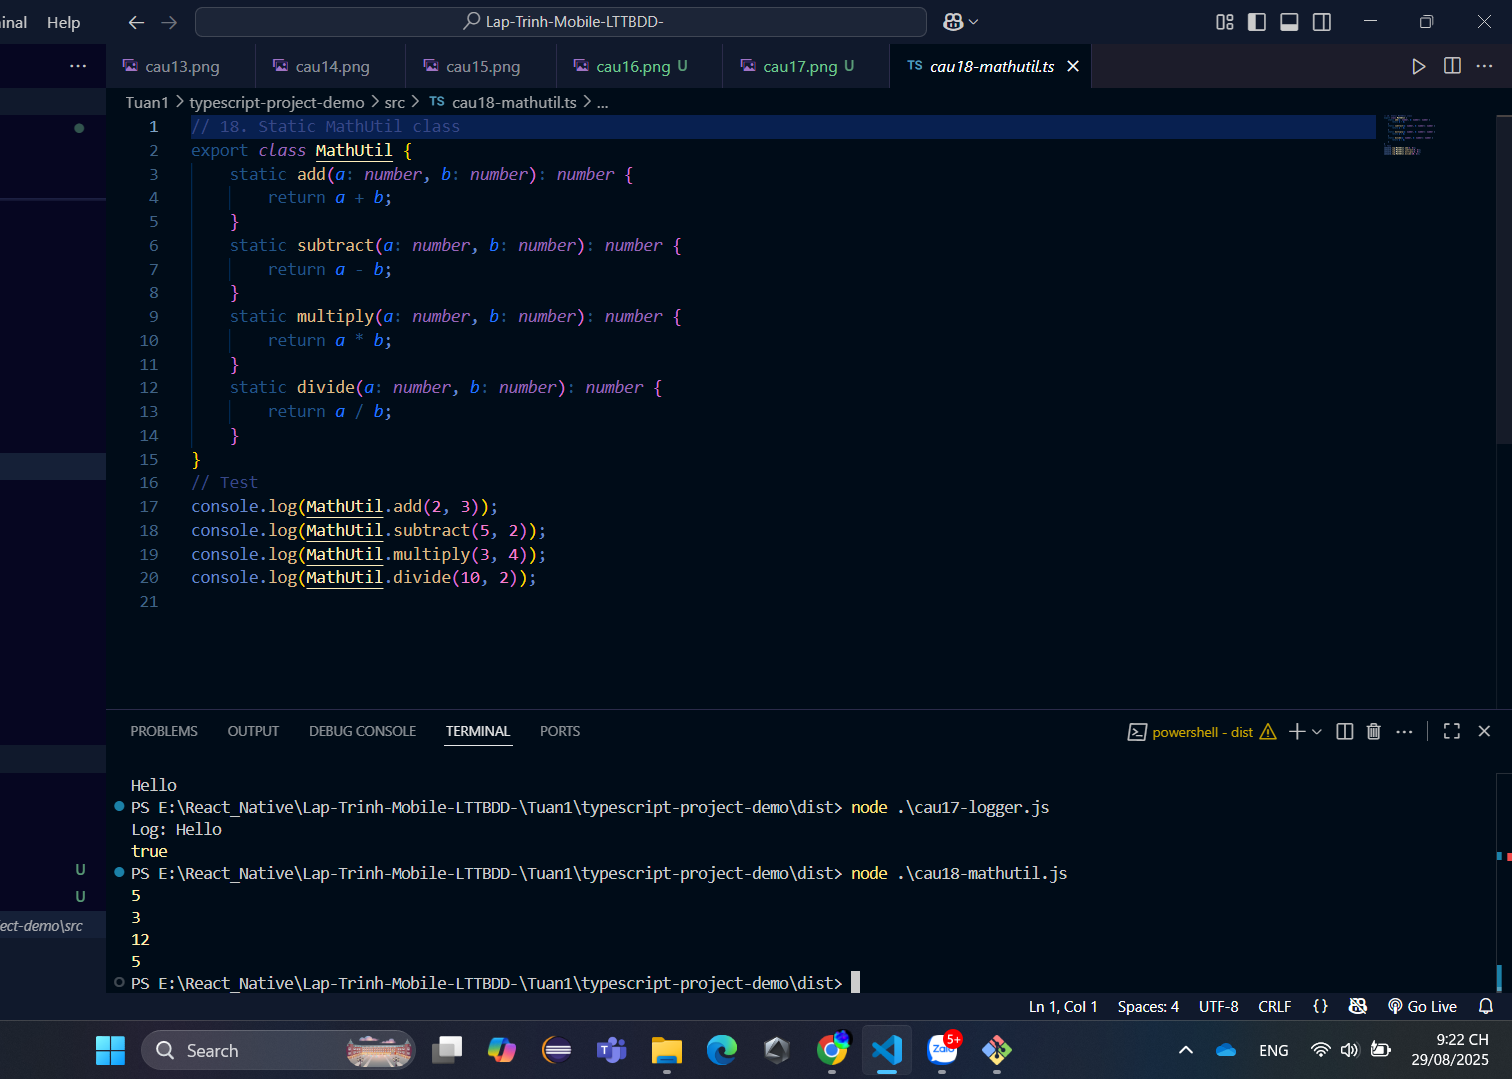 inal Help
Lap-Trinh-Mobile-LTTBDD-
cau13.png
cau14.png
cau15.png
cau16.png U
cau17.png U
TS cau18-mathutil.ts
Tuan1 > typescript-project-demo > src > TS cau18-mathutil.ts > ...
1 // 18. Static MathUtil class
2 export class MathUtil {
3 static add(a: number, b: number): number {
4 return a + b;
5 }
6 static subtract(a: number, b: number): number {
7 return a - b;
8 }
9 static multiply(a: number, b: number): number {
10 return a * b;
11 }
12 static divide(a: number, b: number): number {
13 return a / b;
14 }
15 }
16 // Test
17 console.log(MathUtil.add(2, 3));
18 console.log(MathUtil.subtract(5, 2));
19 console.log(MathUtil.multiply(3, 4));
20 console.log(MathUtil.divide(10, 2));
21
U
U
ect-demo\src
PROBLEMS OUTPUT DEBUG CONSOLE TERMINAL PORTS
powershell - dist
Hello
PS E:\React_Native\Lap-Trinh-Mobile-LTTBDD-\Tuan1\typescript-project-demo\dist> node .\cau17-logger.js
Log: Hello
true
PS E:\React_Native\Lap-Trinh-Mobile-LTTBDD-\Tuan1\typescript-project-demo\dist> node .\cau18-mathutil.js
5
3
12
5
PS E:\React_Native\Lap-Trinh-Mobile-LTTBDD-\Tuan1\typescript-project-demo\dist>
Ln 1, Col 1 Spaces: 4 UTF-8 CRLF {} Go Live
Search
Zalo
5+
ENG
9:22 CH
29/08/2025